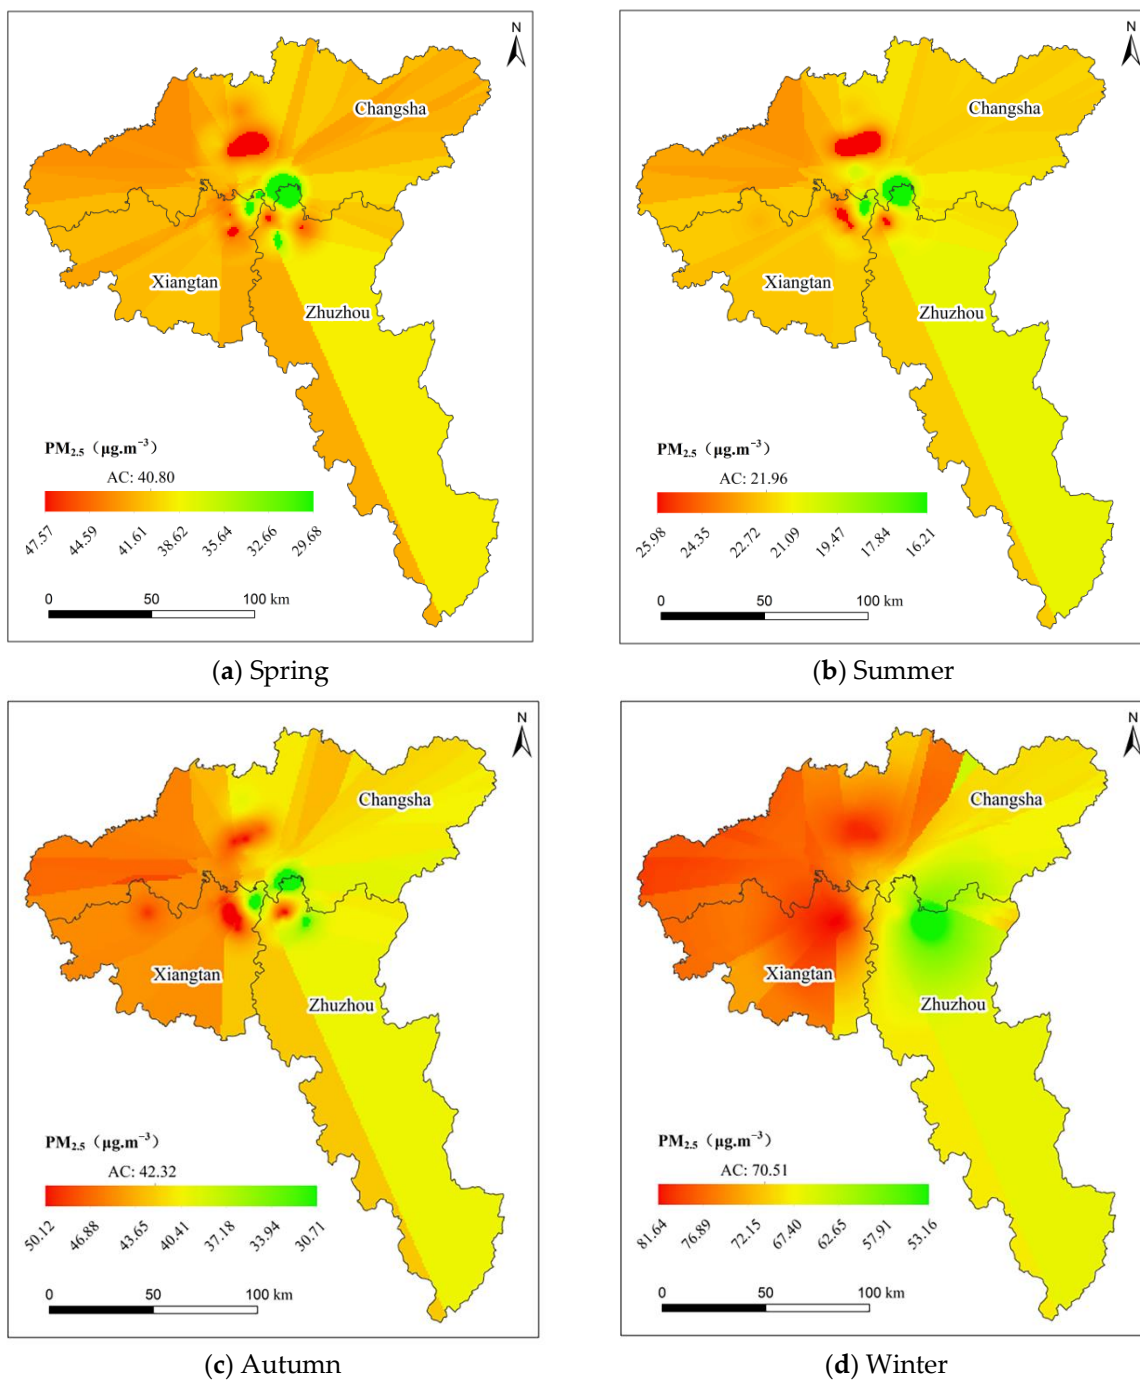 N
Changsha
Xiangtan
Zhuzhou
PM2.5 (μg.m−3)
AC: 40.80
47.57 44.59 41.61 38.62 35.64 32.66 29.68
0 50 100 km
(a) Spring
N
Changsha
Xiangtan
Zhuzhou
PM2.5 (μg.m−3)
AC: 21.96
25.98 24.35 22.72 21.09 19.47 17.84 16.21
0 50 100 km
(b) Summer
N
Changsha
Xiangtan
Zhuzhou
PM2.5 (μg.m−3)
AC: 42.32
50.12 46.88 43.65 40.41 37.18 33.94 30.71
0 50 100 km
(c) Autumn
N
Changsha
Xiangtan
Zhuzhou
PM2.5 (μg.m−3)
AC: 70.51
81.64 76.89 72.15 67.40 62.65 57.91 53.16
0 50 100 km
(d) Winter